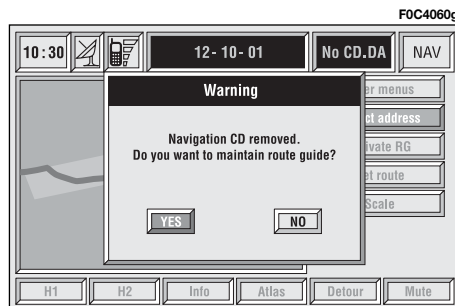 F0C4060g
10:30
12-10-01
No CD.DA
NAV
Warning
Navigation CD removed.
Do you want to maintain route guide?
YES
NO
er menus
ct address
ivate RG
et route
Scale
H1
H2
Info
Atlas
Detour
Mute